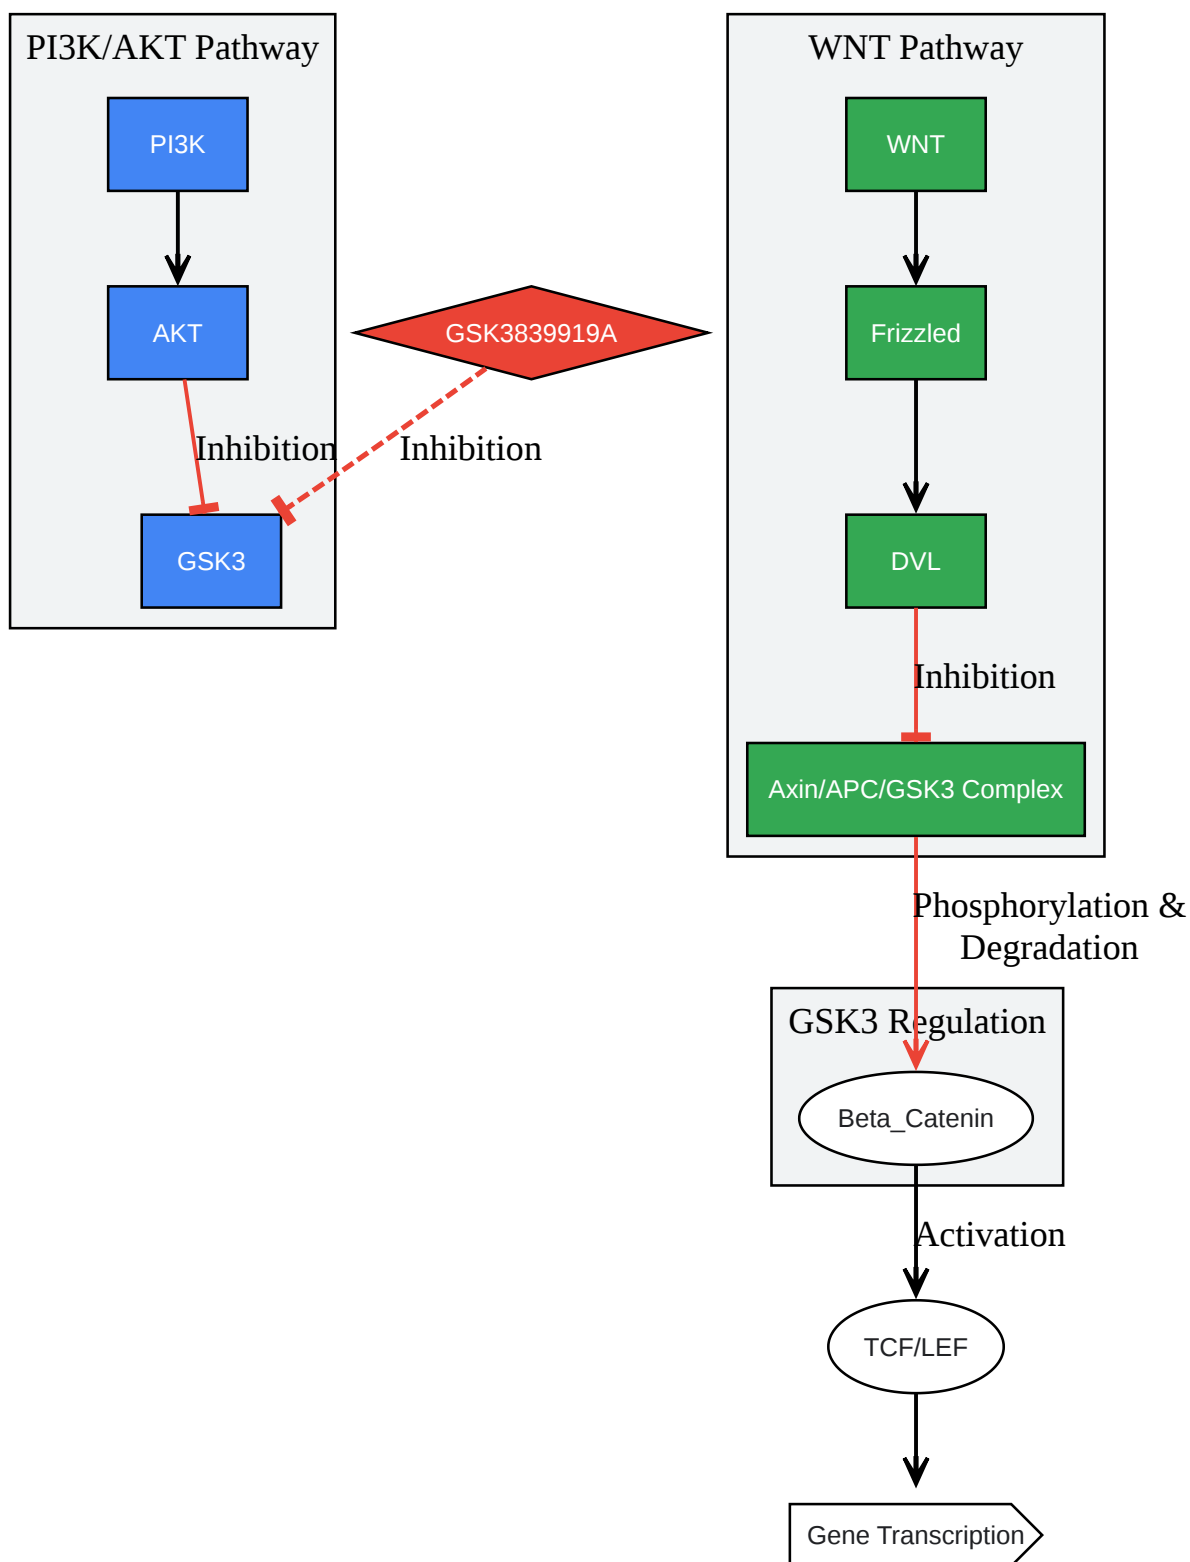 PI3K/AKT Pathway
PI3K
AKT
Inhibition
GSK3
GSK3839919A
Inhibition
WNT Pathway
WNT
Frizzled
DVL
Inhibition
Axin/APC/GSK3 Complex
Phosphorylation &
Degradation
GSK3 Regulation
Beta_Catenin
Activation
TCF/LEF
Gene Transcription